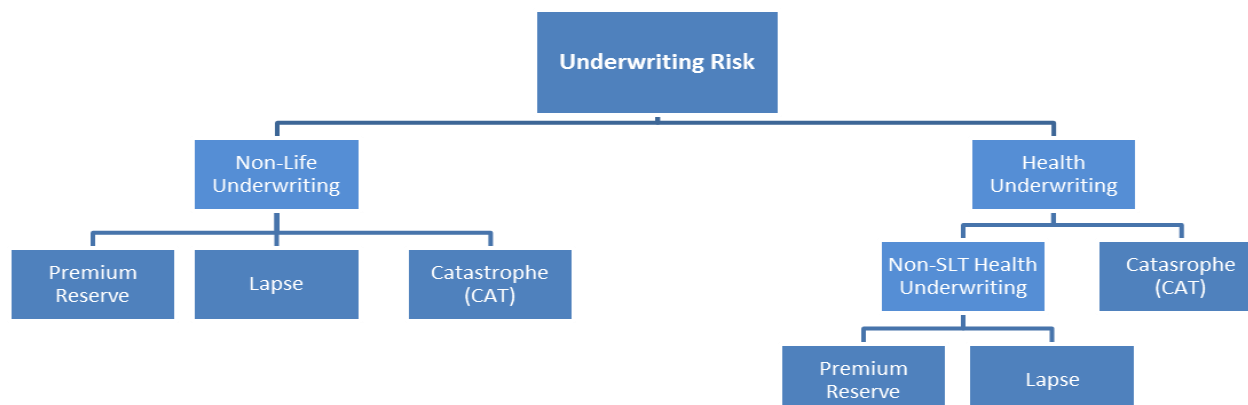 Underwriting Risk
Non-Life
Underwriting
Health
Underwriting
Premium
Reserve
Lapse
Catastrophe
(CAT)
Non-SLT Health
Underwriting
Catasrophe
(CAT)
Premium
Reserve
Lapse